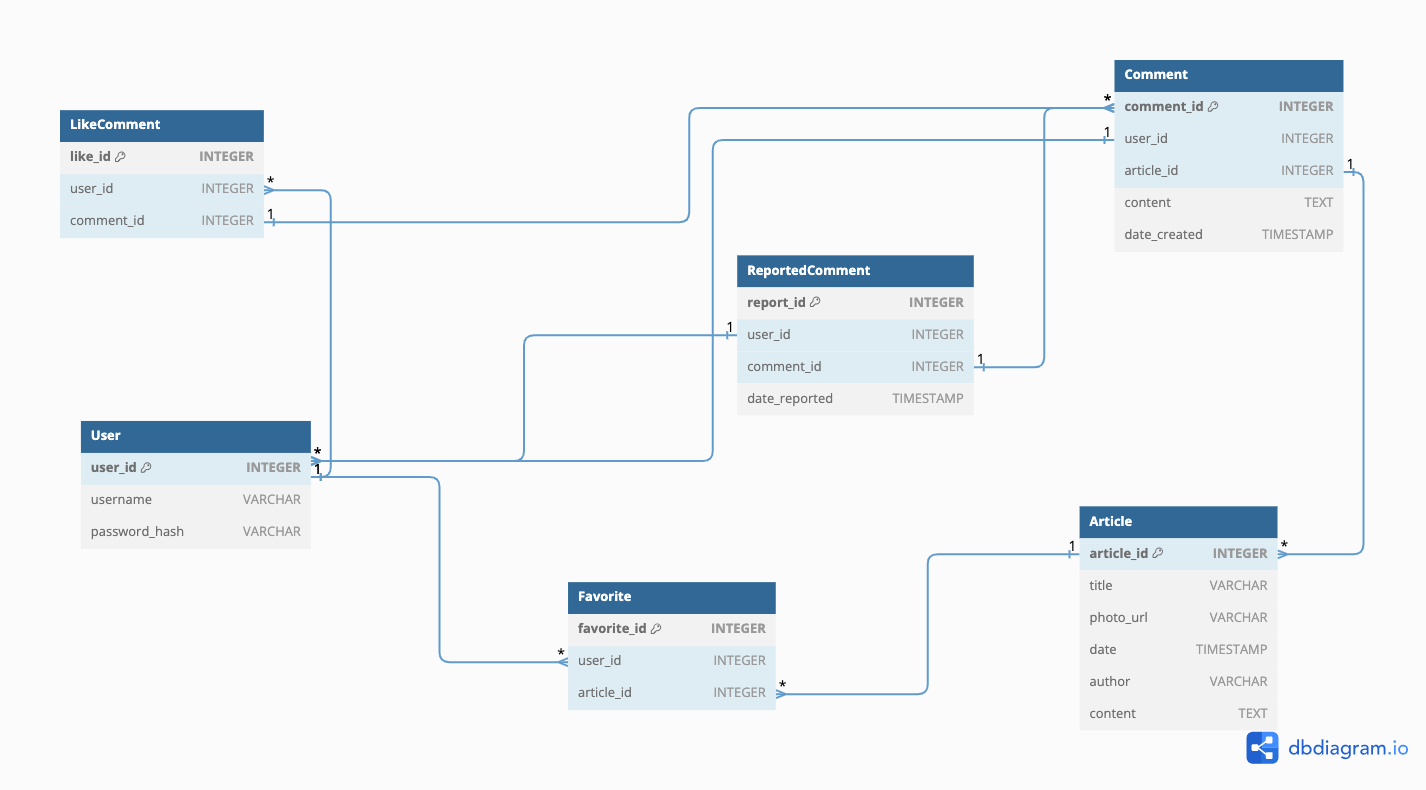 LikeComment
like_id INTEGER
user_id INTEGER *
comment_id INTEGER 1
Comment
* comment_id INTEGER
1 user_id INTEGER
article_id INTEGER 1
content TEXT
date_created TIMESTAMP
ReportedComment
report_id INTEGER
1 user_id INTEGER
comment_id INTEGER 1
date_reported TIMESTAMP
User
user_id INTEGER * 1
username VARCHAR
password_hash VARCHAR
Favorite
favorite_id INTEGER
* user_id INTEGER
article_id INTEGER *
Article
1 article_id INTEGER *
title VARCHAR
photo_url VARCHAR
date TIMESTAMP
author VARCHAR
content TEXT
dbdiagram.io